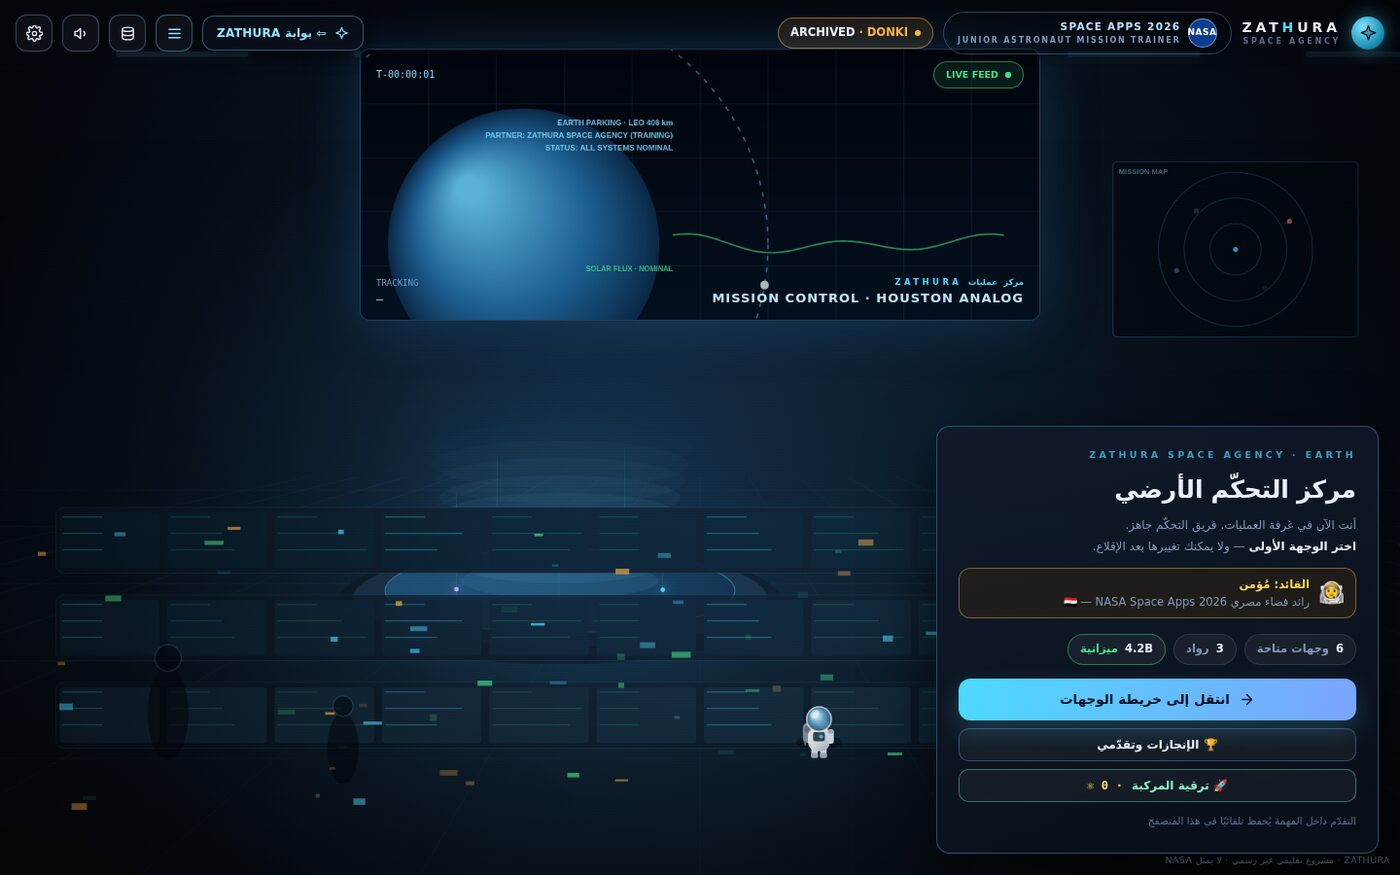 ZATHURA
SPACE AGENCY
NASA
SPACE APPS 2026
JUNIOR ASTRONAUT MISSION TRAINER
ARCHIVED · DONKI
✦ ⇦ بوابة ZATHURA
T-00:00:01
LIVE FEED
EARTH PARKING · LEO 408 km
PARTNER: ZATHURA SPACE AGENCY (TRAINING)
STATUS: ALL SYSTEMS NOMINAL
SOLAR FLUX · NOMINAL
TRACKING
—
مركز عمليات ZATHURA
MISSION CONTROL · HOUSTON ANALOG
MISSION MAP
ZATHURA SPACE AGENCY · EARTH
مركز التحكّم الأرضي
أنت الآن في غرفة العمليات. فريق التحكّم جاهز.
اختر الوجهة الأولى — ولا يمكنك تغييرها بعد الإقلاع.
القائد: مُؤمن
رائد فضاء مصري NASA Space Apps 2026 — 🇪🇬
6 وجهات متاحة
3 رواد
4.2B ميزانية
→ انتقل إلى خريطة الوجهات
🏆 الإنجازات وتقدّمي
🚀 ترقية المركبة · 0 ⚛
التقدّم داخل المهمة يُحفظ تلقائيًا في هذا المتصفح
ZATHURA · مشروع تعليمي غير رسمي · لا يمثل NASA